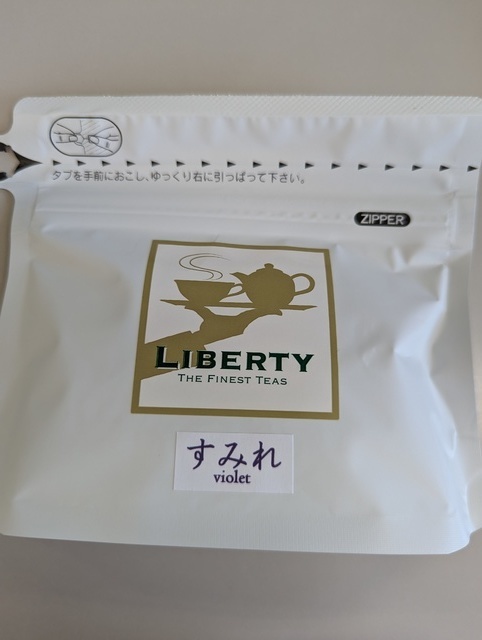 タブを手前におこし、ゆっくり右に引っぱって下さい。
ZIPPER
LIBERTY
THE FINEST TEAS
すみれ
violet